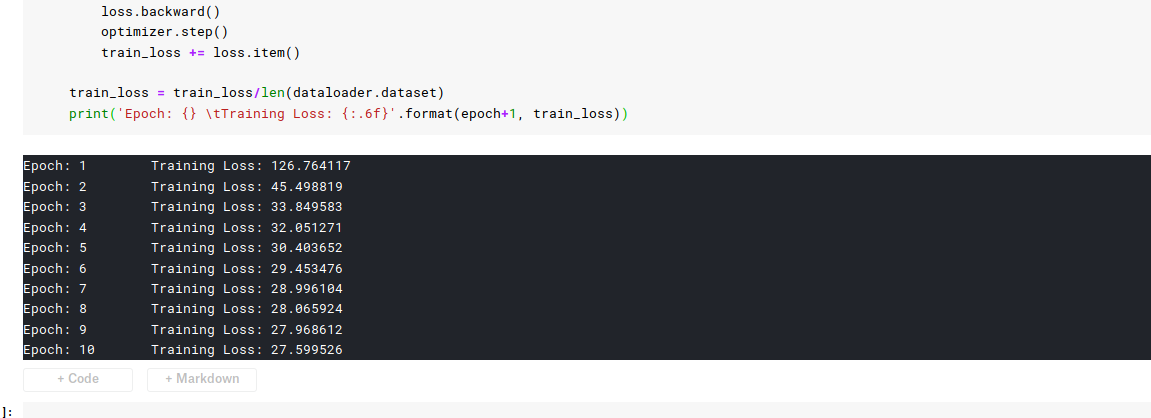 loss.backward()
optimizer.step()
train_loss += loss.item()
train_loss = train_loss/len(dataloader.dataset)
print('Epoch: {} \tTraining Loss: {:.6f}'.format(epoch+1, train_loss))
Epoch: 1 Training Loss: 126.764117
Epoch: 2 Training Loss: 45.498819
Epoch: 3 Training Loss: 33.849583
Epoch: 4 Training Loss: 32.051271
Epoch: 5 Training Loss: 30.403652
Epoch: 6 Training Loss: 29.453476
Epoch: 7 Training Loss: 28.996104
Epoch: 8 Training Loss: 28.065924
Epoch: 9 Training Loss: 27.968612
Epoch: 10 Training Loss: 27.599526
+ Code + Markdown
]: